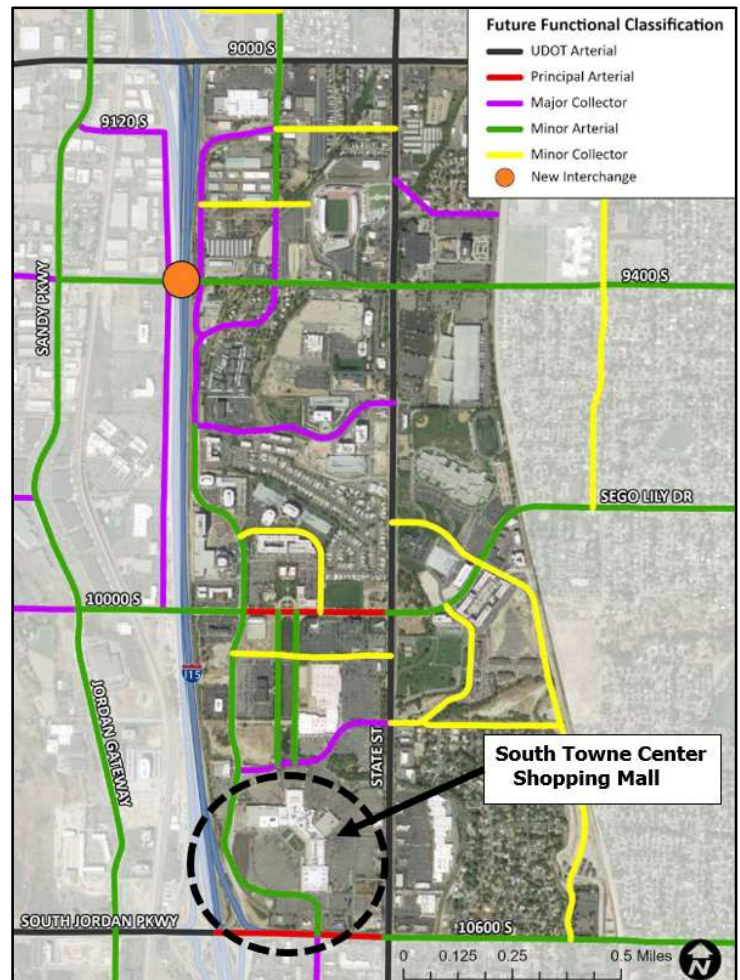 Future Functional Classification
UDOT Arterial
Principal Arterial
Major Collector
Minor Arterial
Minor Collector
New Interchange
9000 S
9120 S
SANDY PKWY
9400 S
SEGO LILY DR
10000 S
I15
JORDAN GATEWAY
STATE ST
South Towne Center
Shopping Mall
SOUTH JORDAN PKWY
10600 S
0 0.125 0.25 0.5 Miles
N